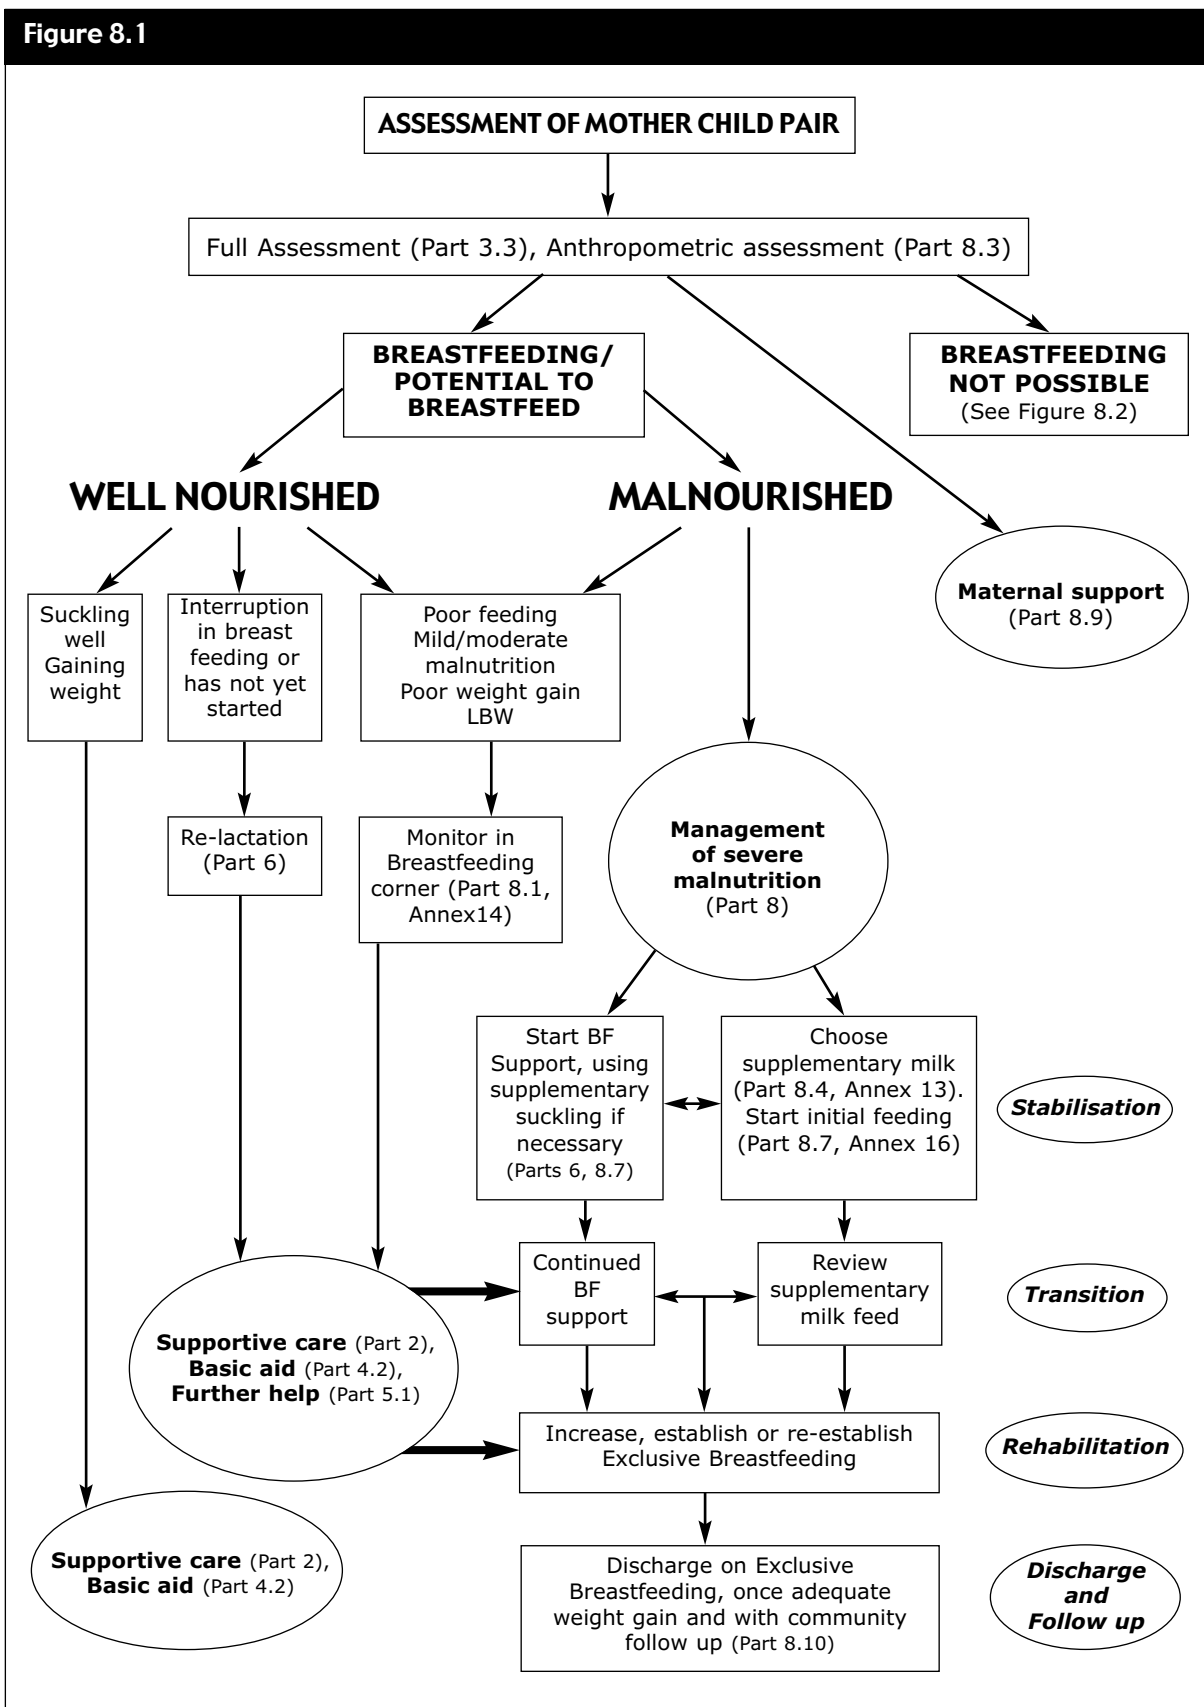 Figure 8.1
ASSESSMENT OF MOTHER CHILD PAIR
Full Assessment (Part 3.3), Anthropometric assessment (Part 8.3)
BREASTFEEDING/
POTENTIAL TO
BREASTFEED
BREASTFEEDING
NOT POSSIBLE
(See Figure 8.2)
WELL NOURISHED
MALNOURISHED
Maternal support
(Part 8.9)
Suckling
well
Gaining
weight
Interruption
in breast
feeding or
has not yet
started
Poor feeding
Mild/moderate
malnutrition
Poor weight gain
LBW
Re-lactation
(Part 6)
Monitor in
Breastfeeding
corner (Part 8.1,
Annex14)
Management
of severe
malnutrition
(Part 8)
Start BF
Support, using
supplementary
suckling if
necessary
(Parts 6, 8.7)
Choose
supplementary milk
(Part 8.4, Annex 13).
Start initial feeding
(Part 8.7, Annex 16)
Stabilisation
Continued
BF
support
Review
supplementary
milk feed
Transition
Supportive care (Part 2),
Basic aid (Part 4.2),
Further help (Part 5.1)
Increase, establish or re-establish
Exclusive Breastfeeding
Rehabilitation
Supportive care (Part 2),
Basic aid (Part 4.2)
Discharge on Exclusive
Breastfeeding, once adequate
weight gain and with community
follow up (Part 8.10)
Discharge
and
Follow up